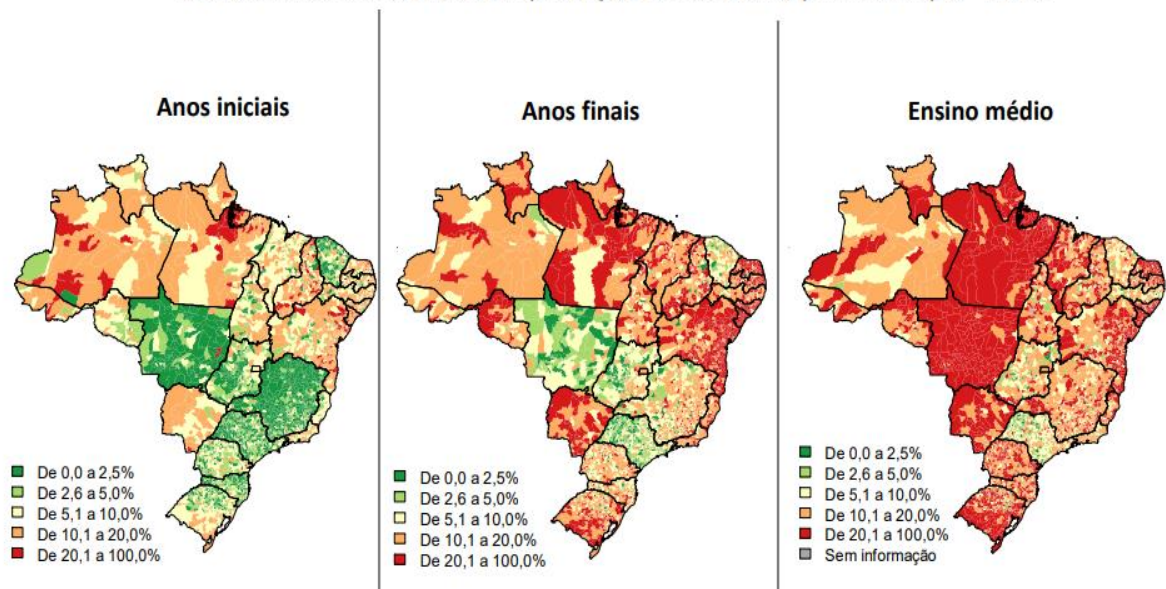 Anos iniciais
De 0,0 a 2,5%
De 2,6 a 5,0%
De 5,1 a 10,0%
De 10,1 a 20,0%
De 20,1 a 100,0%
Anos finais
De 0,0 a 2,5%
De 2,6 a 5,0%
De 5,1 a 10,0%
De 10,1 a 20,0%
De 20,1 a 100,0%
Ensino médio
De 0,0 a 2,5%
De 2,6 a 5,0%
De 5,1 a 10,0%
De 10,1 a 20,0%
De 20,1 a 100,0%
Sem informação